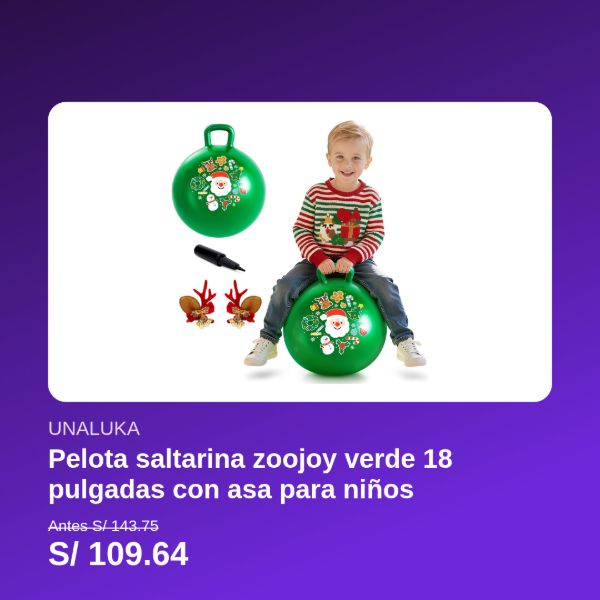 UNALUKA
Pelota saltarina zoojoy verde 18
pulgadas con asa para niños
Antes S/ 143.75
S/ 109.64